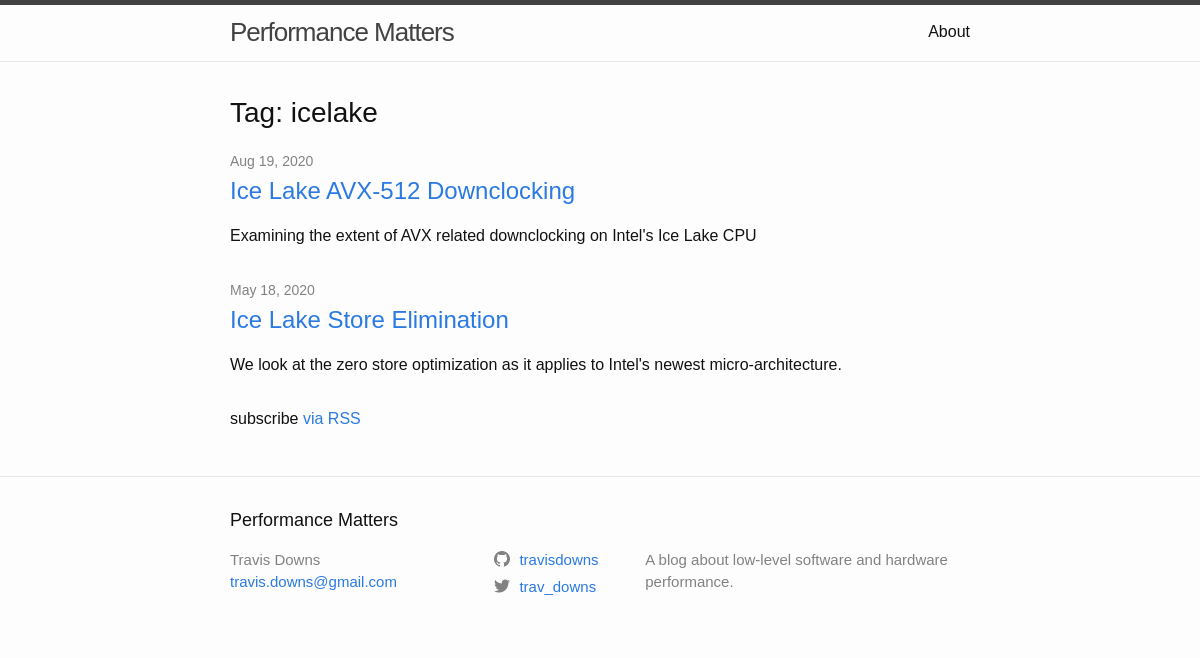 Performance Matters
About
Tag: icelake
Aug 19, 2020
Ice Lake AVX-512 Downclocking
Examining the extent of AVX related downclocking on Intel's Ice Lake CPU
May 18, 2020
Ice Lake Store Elimination
We look at the zero store optimization as it applies to Intel's newest micro-architecture.
subscribe via RSS
Performance Matters
Travis Downs
travis.downs@gmail.com
travisdowns
trav_downs
A blog about low-level software and hardware
performance.